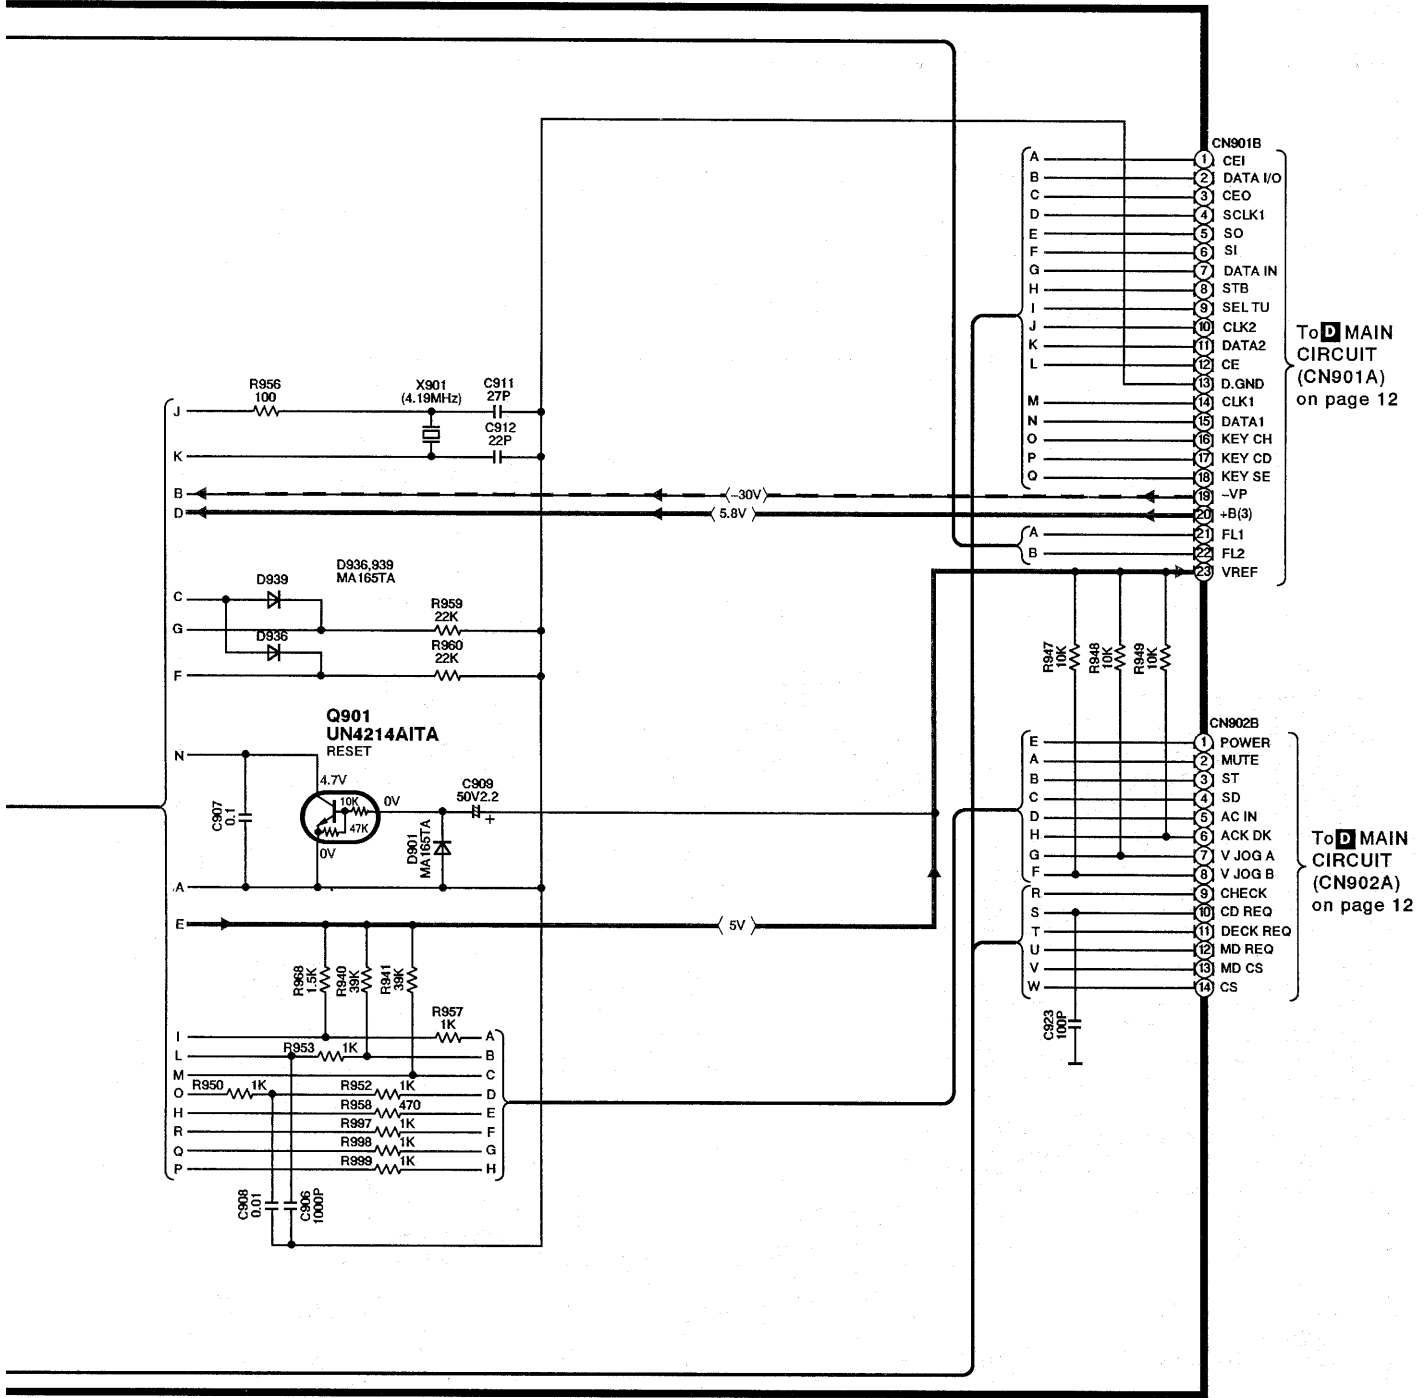 CN901B
A 1 CEI
B 2 DATA I/O
C 3 CEO
D 4 SCLK1
E 5 SO
F 6 SI
G 7 DATA IN
H 8 STB
I 9 SEL TU
J 10 CLK2
K 11 DATA2
L 12 CE
13 D.GND
M 14 CLK1
N 15 DATA1
O 16 KEY CH
P 17 KEY CD
Q 18 KEY SE
19 –VP
20 +B(3)
A 21 FL1
B 22 FL2
23 VREF
To D MAIN
CIRCUIT
(CN901A)
on page 12
J
R956
100
X901
(4.19MHz)
C911
27P
C912
22P
K
B
–30V
D
5.8V
D936,939
MA165TA
C
D939
G
D936
R959
22K
R960
22K
F
R947
10K
R948
10K
R949
10K
Q901
UN4214AITA
RESET
N
4.7V
10K
47K
0V
0V
C907
0.1
D901
MA165TA
C909
50V2.2
+
A
E
5V
CN902B
E 1 POWER
A 2 MUTE
B 3 ST
C 4 SD
D 5 AC IN
H 6 ACK DK
G 7 V JOG A
F 8 V JOG B
R 9 CHECK
S 10 CD REQ
T 11 DECK REQ
U 12 MD REQ
V 13 MD CS
W 14 CS
To D MAIN
CIRCUIT
(CN902A)
on page 12
C923
100P
R968
1.5K
R940
39K
R941
39K
R957
1K
I A
L R953 1K B
M C
O R950 1K R952 1K D
H R958 470 E
R R997 1K F
Q R998 1K G
P R999 1K H
C908
0.01
C906
1000P